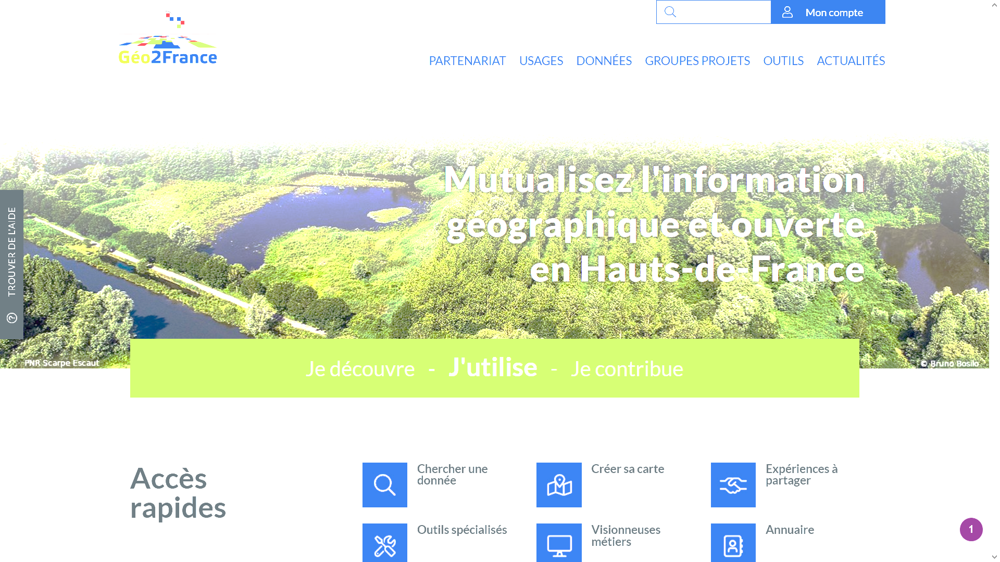 Mon compte
Géo2France
PARTENARIAT USAGES DONNÉES GROUPES PROJETS OUTILS ACTUALITÉS
Mutualisez l'information
géographique et ouverte
en Hauts-de-France
TROUVER DE L'AIDE
PNR Scarpe Escaut
© Bruno Bosilo
Je découvre - J'utilise - Je contribue
Accès
rapides
Chercher une
donnée
Créer sa carte
Expériences à
partager
Outils spécialisés
Visionneuses
métiers
Annuaire
1